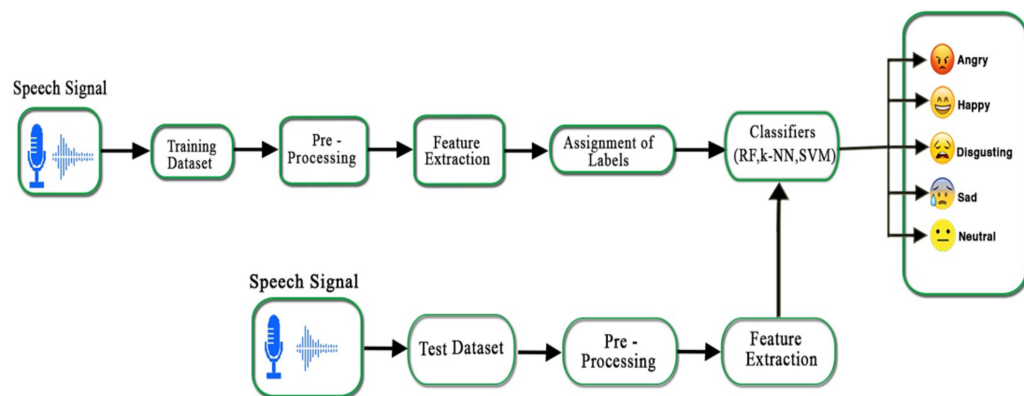 Speech Signal
Training
Dataset
Pre -
Processing
Feature
Extraction
Assignment of
Labels
Classifiers
(RF,k-NN,SVM)
Angry
Happy
Disgusting
Sad
Neutral
Speech Signal
Test Dataset
Pre -
Processing
Feature
Extraction